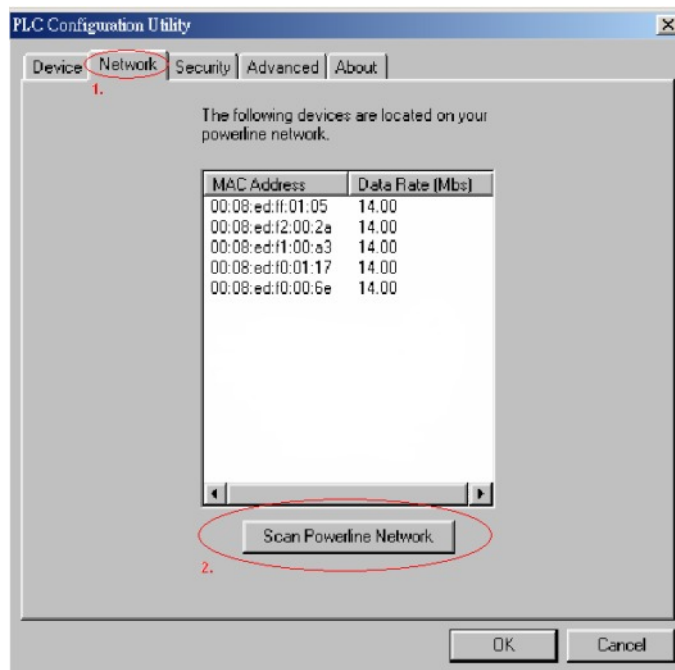 PLC Configuration Utility
Device Network Security Advanced About
1.
The following devices are located on your
powerline network.
MAC Address Data Rate (Mbs)
00:08:ed:ff:01:05 14.00
00:08:ed:f2:00:2a 14.00
00:08:ed:f1:00:a3 14.00
00:08:ed:f0:01:17 14.00
00:08:ed:f0:00:6e 14.00
Scan Powerline Network
2.
OK Cancel